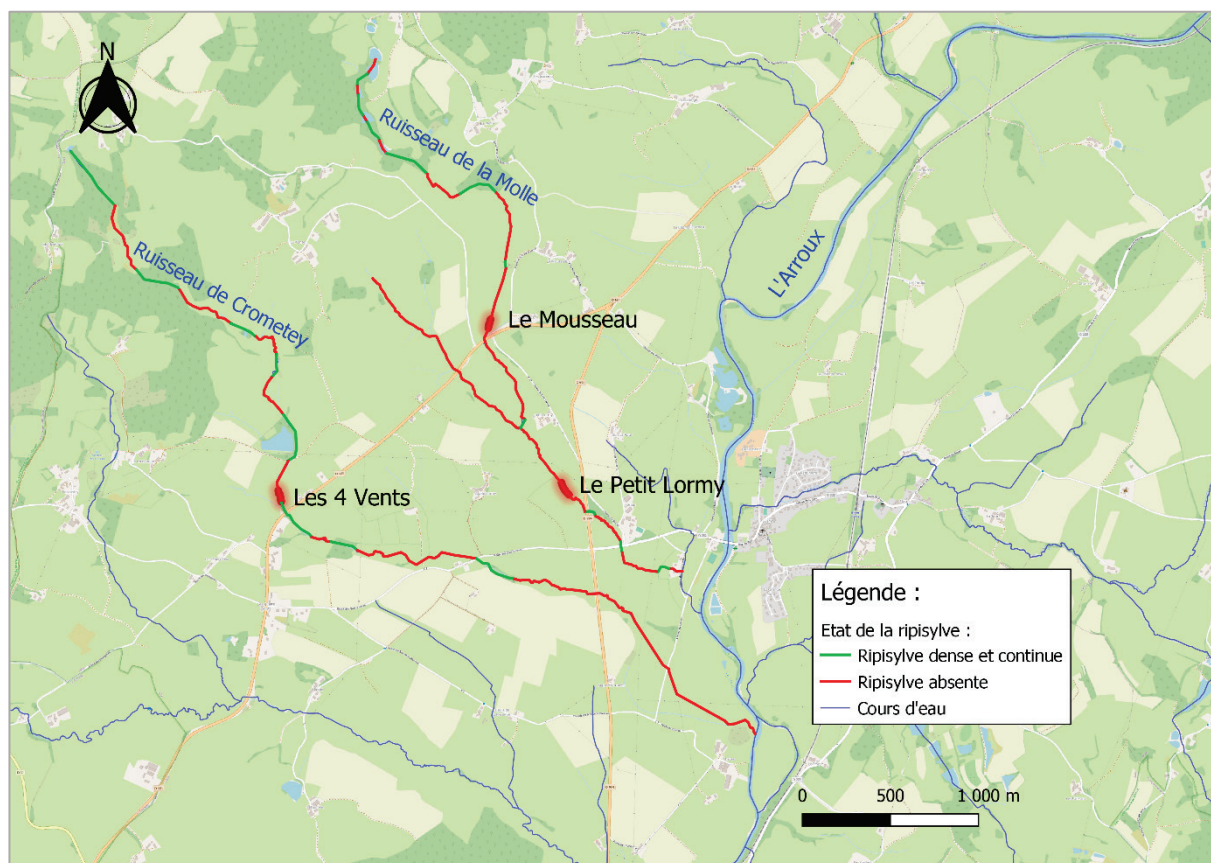 N
Ruisseau de la Molle
Ruisseau de Crometey
L'Arroux
Le Mousseau
Les 4 Vents
Le Petit Lormy
Légende :
Etat de la ripisylve :
Ripisylve dense et continue
Ripisylve absente
Cours d'eau
0 500 1 000 m